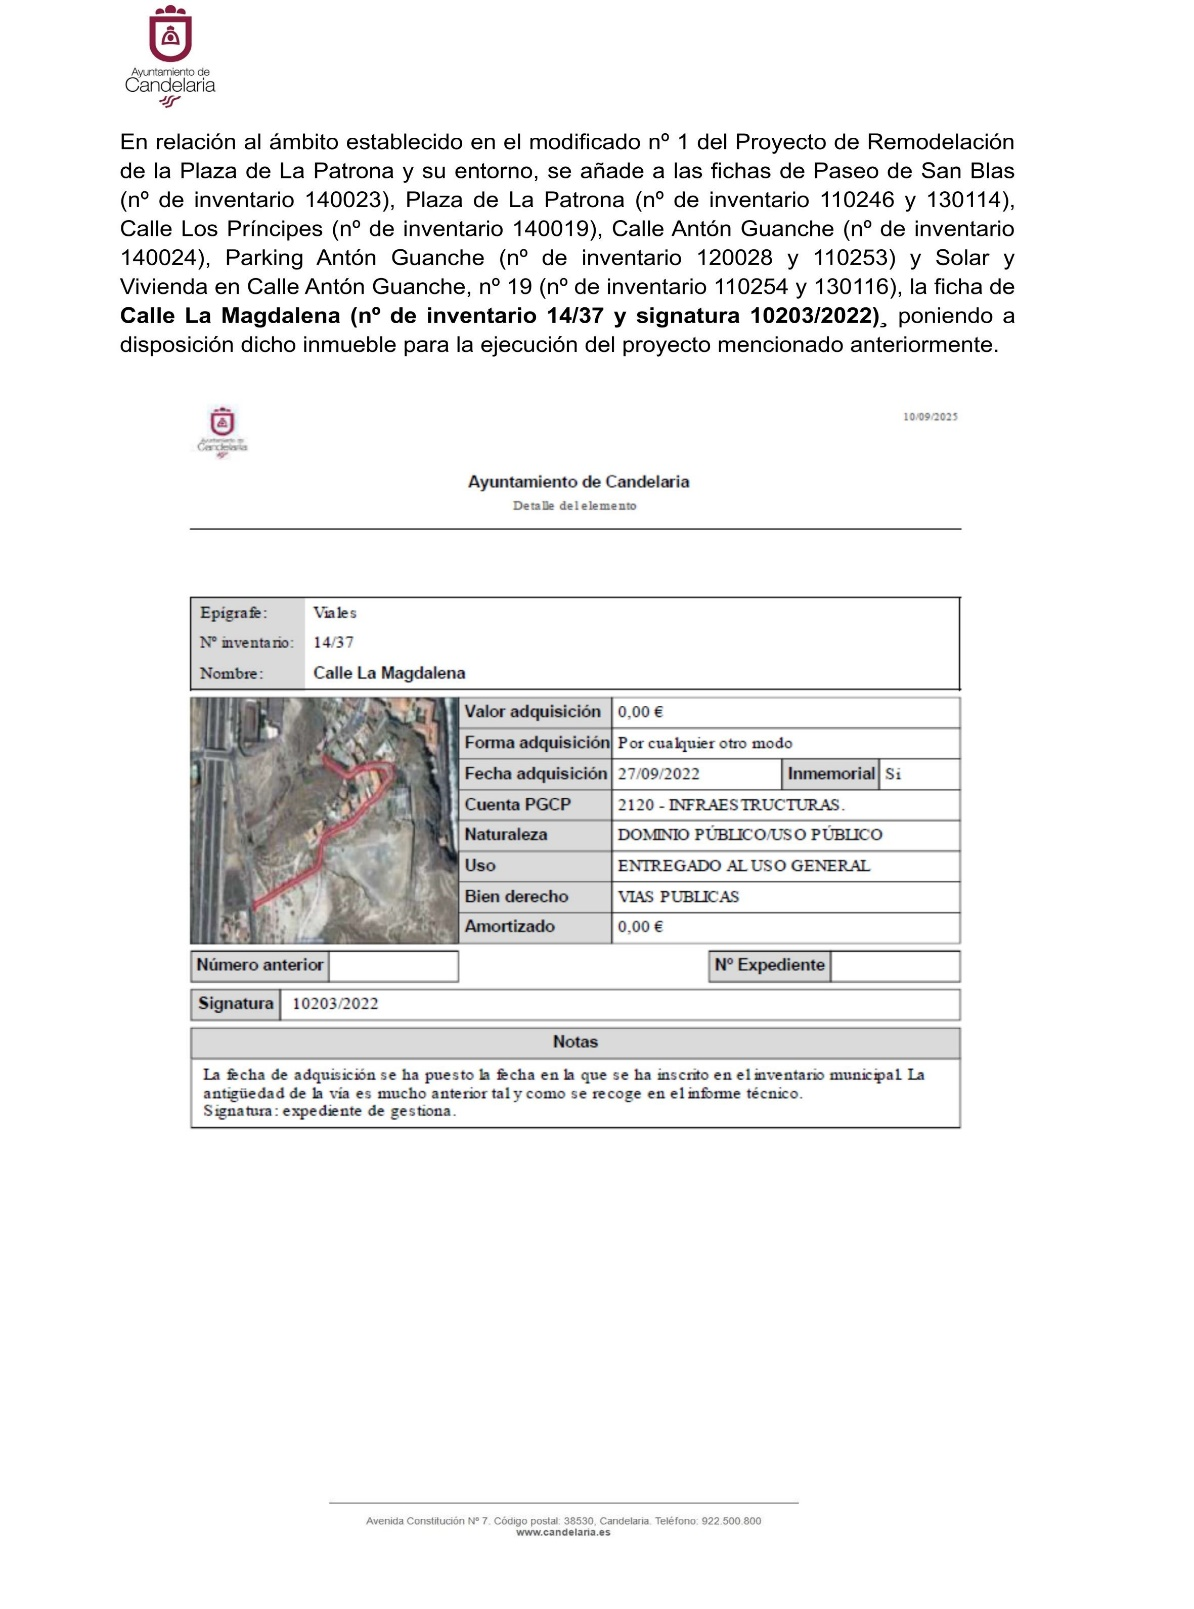 Ayuntamiento de
Candelaria
En relación al ámbito establecido en el modificado nº 1 del Proyecto de Remodelación
de la Plaza de La Patrona y su entorno, se añade a las fichas de Paseo de San Blas
(nº de inventario 140023), Plaza de La Patrona (nº de inventario 110246 y 130114),
Calle Los Príncipes (nº de inventario 140019), Calle Antón Guanche (nº de inventario
140024), Parking Antón Guanche (nº de inventario 120028 y 110253) y Solar y
Vivienda en Calle Antón Guanche, nº 19 (nº de inventario 110254 y 130116), la ficha de
Calle La Magdalena (nº de inventario 14/37 y signatura 10203/2022)¸ poniendo a
disposición dicho inmueble para la ejecución del proyecto mencionado anteriormente.
Ayuntamiento de
Candelaria
10/09/2025
Ayuntamiento de Candelaria
Detalle del elemento
Epígrafe: Viales
Nº inventario: 14/37
Nombre: Calle La Magdalena
Valor adquisición 0,00 €
Forma adquisición Por cualquier otro modo
Fecha adquisición 27/09/2022 Inmemorial Sí
Cuenta PGCP 2120 - INFRAESTRUCTURAS.
Naturaleza DOMINIO PÚBLICO/USO PÚBLICO
Uso ENTREGADO AL USO GENERAL
Bien derecho VIAS PUBLICAS
Amortizado 0,00 €
Número anterior Nº Expediente
Signatura 10203/2022
Notas
La fecha de adquisición se ha puesto la fecha en la que se ha inscrito en el inventario municipal. La
antigüedad de la vía es mucho anterior tal y como se recoge en el informe técnico.
Signatura: expediente de gestiona.
Avenida Constitución Nº 7. Código postal: 38530, Candelaria. Teléfono: 922.500.800
www.candelaria.es